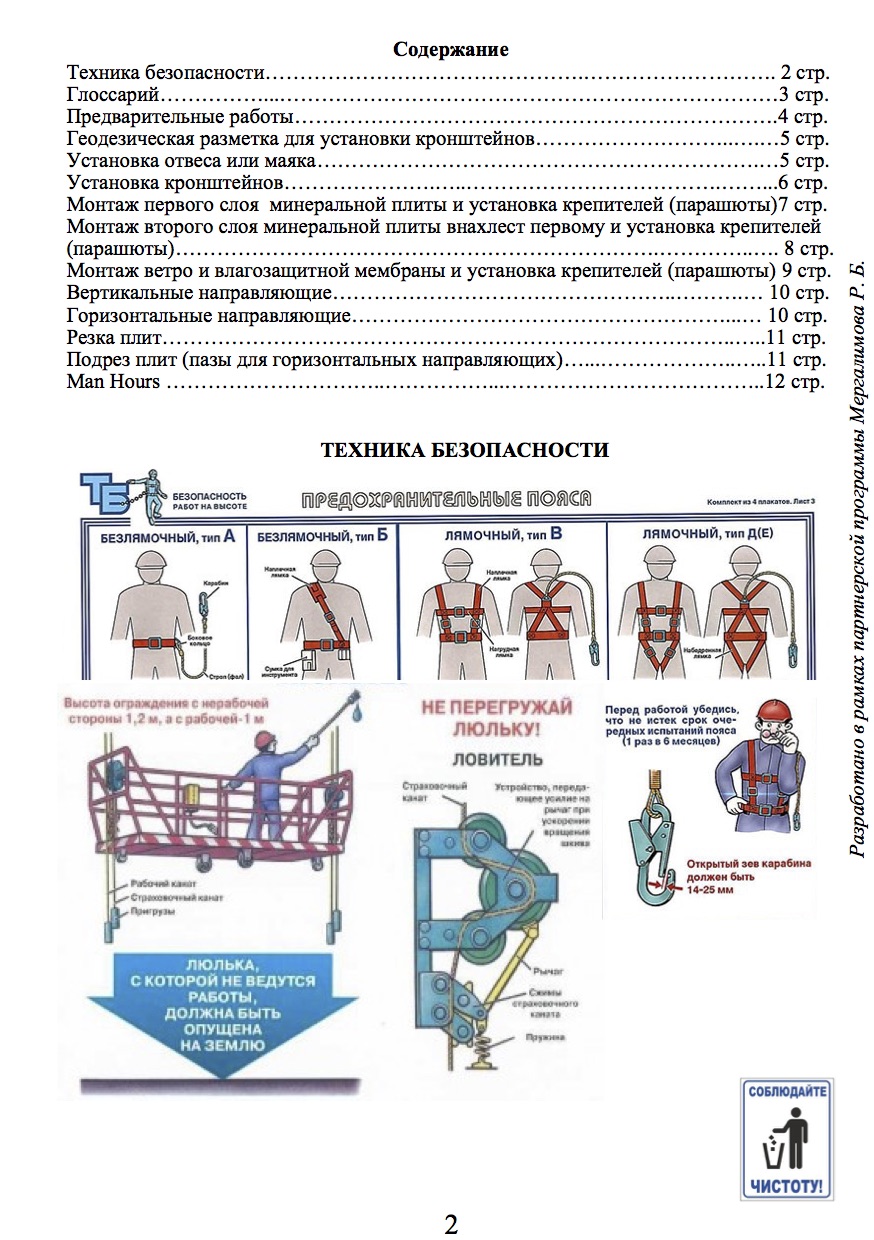 Содержание
Техника безопасности……………………………………….…………………………. 2 стр.
Глоссарий…………………...……………………………………………………………3 стр.
Предварительные работы……………………………………………………………….4 стр.
Геодезическая разметка для установки кронштейнов………………………..…..….5 стр.
Установка отвеса или маяка…………………………………………………………….5 стр.
Установка кронштейнов………………….…..…………………………………………..6 стр.
Монтаж первого слоя  минеральной плиты и установка крепителей (парашюты)7 стр.
Монтаж второго слоя минеральной плиты внахлест первому и установка крепителей
(парашюты)………………………………………………………………………..…. 8 стр.
Монтаж ветро и влагозащитной мембраны и установка крепителей (парашюты) 9 стр.
Вертикальные направляющие……………………………………...……….… 10 стр.
Горизонтальные направляющие……………………………………………...… 10 стр.
Резка плит…………………………………………………………………..…….11 стр.
Подрез плит (пазы для горизонтальных направляющих)…...……………….…..11 стр.
Man Hours …………………………..……………...………………………………..12 стр.
ТЕХНИКА БЕЗОПАСНОСТИ
ТБ
БЕЗОПАСНОСТЬ
РАБОТ НА ВЫСОТЕ
ПРЕДОХРАНИТЕЛЬНЫЕ ПОЯСА
Комплект из 4 плакатов. Лист 3
БЕЗЛЯМОЧНЫЙ, тип А
Карабин
Боковое
кольцо
Строп (фал)
БЕЗЛЯМОЧНЫЙ, тип Б
Наплечная
лямка
Сумка для
инструмента
ЛЯМОЧНЫЙ, тип В
Наплечная
лямка
Нагрудная
лямка
ЛЯМОЧНЫЙ, тип Д(Е)
Набедренная
лямка
Высота ограждения с нерабочей
стороны 1,2 м, а с рабочей-1 м
Рабочий канат
Страховочный канат
Пригрузы
ЛЮЛЬКА,
С КОТОРОЙ НЕ ВЕДУТСЯ
РАБОТЫ,
ДОЛЖНА БЫТЬ
ОПУЩЕНА
НА ЗЕМЛЮ
НЕ ПЕРЕГРУЖАЙ
ЛЮЛЬКУ!
ЛОВИТЕЛЬ
Страховочный
канат
Устройство, переда-
ющее усилие на
рычаг при
ускорении
вращения
шкива
Рычаг
Сжимы
страховочного
каната
Пружина
Перед работой убедись,
что не истек срок оче-
редных испытаний пояса
(1 раз в 6 месяцев)
Открытый зев карабина
должен быть
14-25 мм
СОБЛЮДАЙТЕ
ЧИСТОТУ!
Разработано в рамках партнерской программы Мергалимова Р. Б.
2